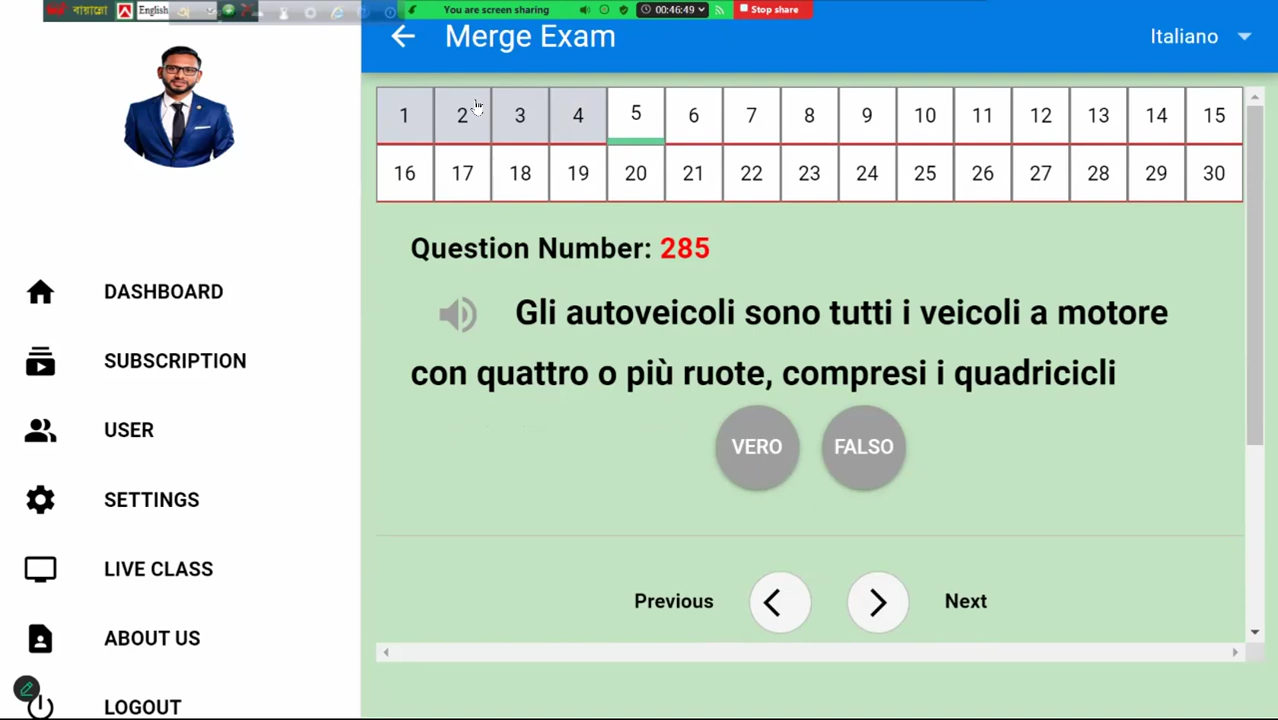 বায়ান্নো English
You are screen sharing 00:46:49 Stop share
Merge Exam
Italiano
1 2 3 4 5 6 7 8 9 10 11 12 13 14 15
16 17 18 19 20 21 22 23 24 25 26 27 28 29 30
DASHBOARD
SUBSCRIPTION
USER
SETTINGS
LIVE CLASS
ABOUT US
LOGOUT
Question Number: 285
Gli autoveicoli sono tutti i veicoli a motore
con quattro o più ruote, compresi i quadricicli
VERO FALSO
Previous Next